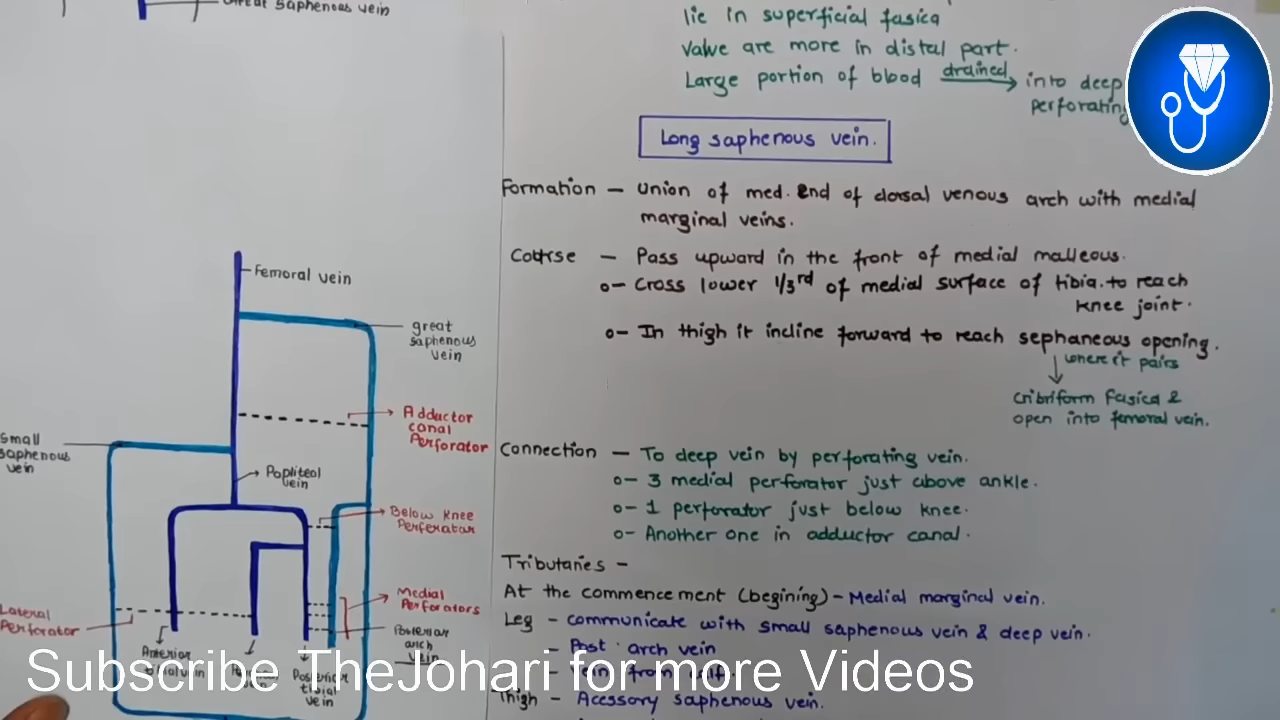 Great saphenous vein
Femoral vein
great
saphenous
vein
Adductor
canal
Perforator
Small
saphenous
vein
Popliteol
vein
Below Knee
Perferator
Medial
Perforators
Lateral
Perforator
Posterior
arch
vein
Anterior
Posterior
tibial
vein
lie in superficial fasica
valve are more in distal part.
Large portion of blood drained into deep
perforating
Long saphenous vein.
Formation – Union of med. end of dorsal venous arch with medial
marginal veins.
Course – Pass upward in the front of medial malleous.
o– Cross lower 1/3rd of medial surface of tibia. to reach
knee joint.
o– In thigh it incline forward to reach sephaneous opening.
where it pairs
cribriform fasica &
open into femoral vein.
Connection – To deep vein by perforating vein.
o– 3 medial perforator just above ankle.
o– 1 perforator just below knee.
o– Another one in adductor canal.
Tributaries –
At the commencement (begining) – Medial marginal vein.
Leg – communicate with small saphenous vein & deep vein.
– Post. arch vein
– vein from calf.
Thigh – Acessory saphenous vein.
Subscribe TheJohari for more Videos